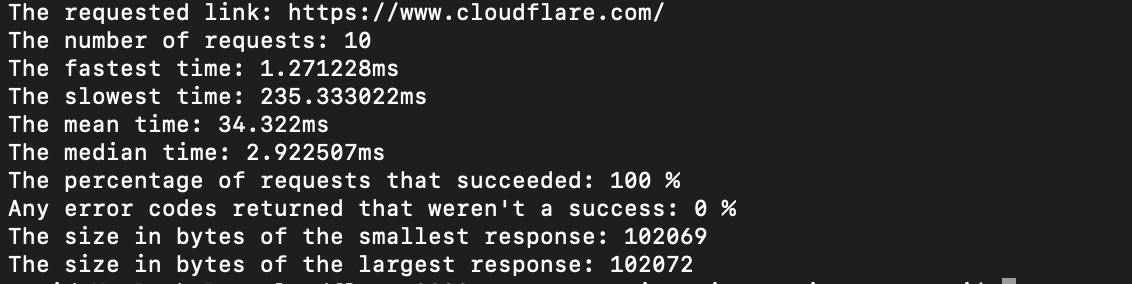 The requested link: https://www.cloudflare.com/
The number of requests: 10
The fastest time: 1.271228ms
The slowest time: 235.333022ms
The mean time: 34.322ms
The median time: 2.922507ms
The percentage of requests that succeeded: 100 %
Any error codes returned that weren't a success: 0 %
The size in bytes of the smallest response: 102069
The size in bytes of the largest response: 102072